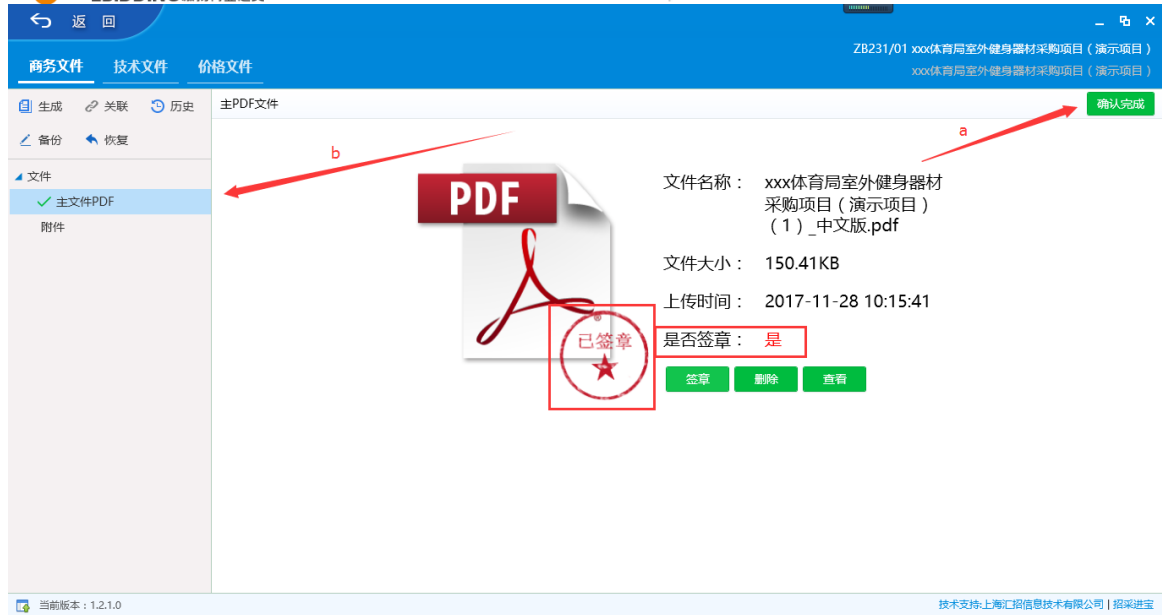 返 回
ZB231/01 xxx体育局室外健身器材采购项目（演示项目）
xxx体育局室外健身器材采购项目（演示项目）
商务文件 技术文件 价格文件
生成 关联 历史
主PDF文件
确认完成
备份 恢复
a
b
文件
主文件PDF
附件
PDF
文件名称： xxx体育局室外健身器材
采购项目（演示项目）
（1）_中文版.pdf
文件大小： 150.41KB
上传时间： 2017-11-28 10:15:41
已签章
是否签章： 是
签章 删除 查看
当前版本：1.2.1.0
技术支持:上海汇招信息技术有限公司 | 招采进宝